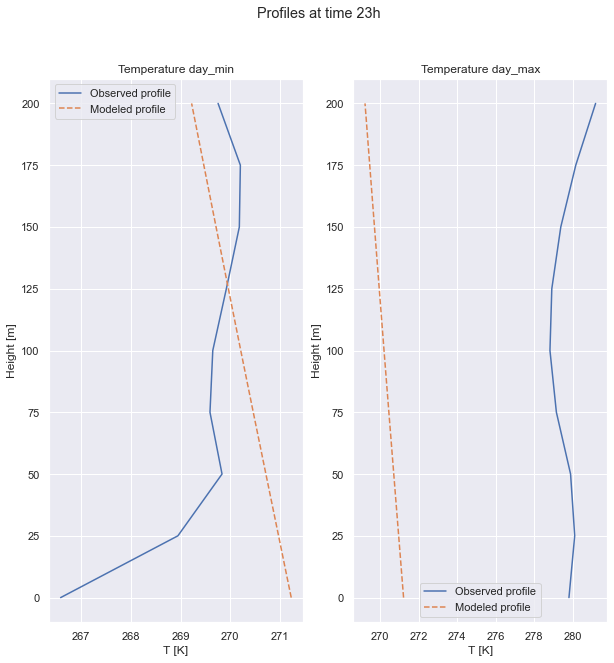 Profiles at time 23h
Temperature day_min
Observed profile
Modeled profile
200
175
150
125
100
75
50
25
0
Height [m]
267 268 269 270 271
T [K]
Temperature day_max
200
175
150
125
100
75
50
25
0
Height [m]
Observed profile
Modeled profile
270 272 274 276 278 280
T [K]